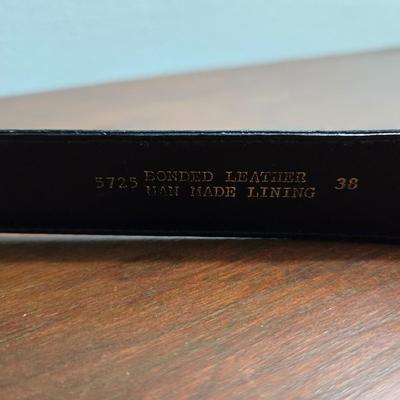 5725 BONDED LEATHER 38
MAN MADE LINING